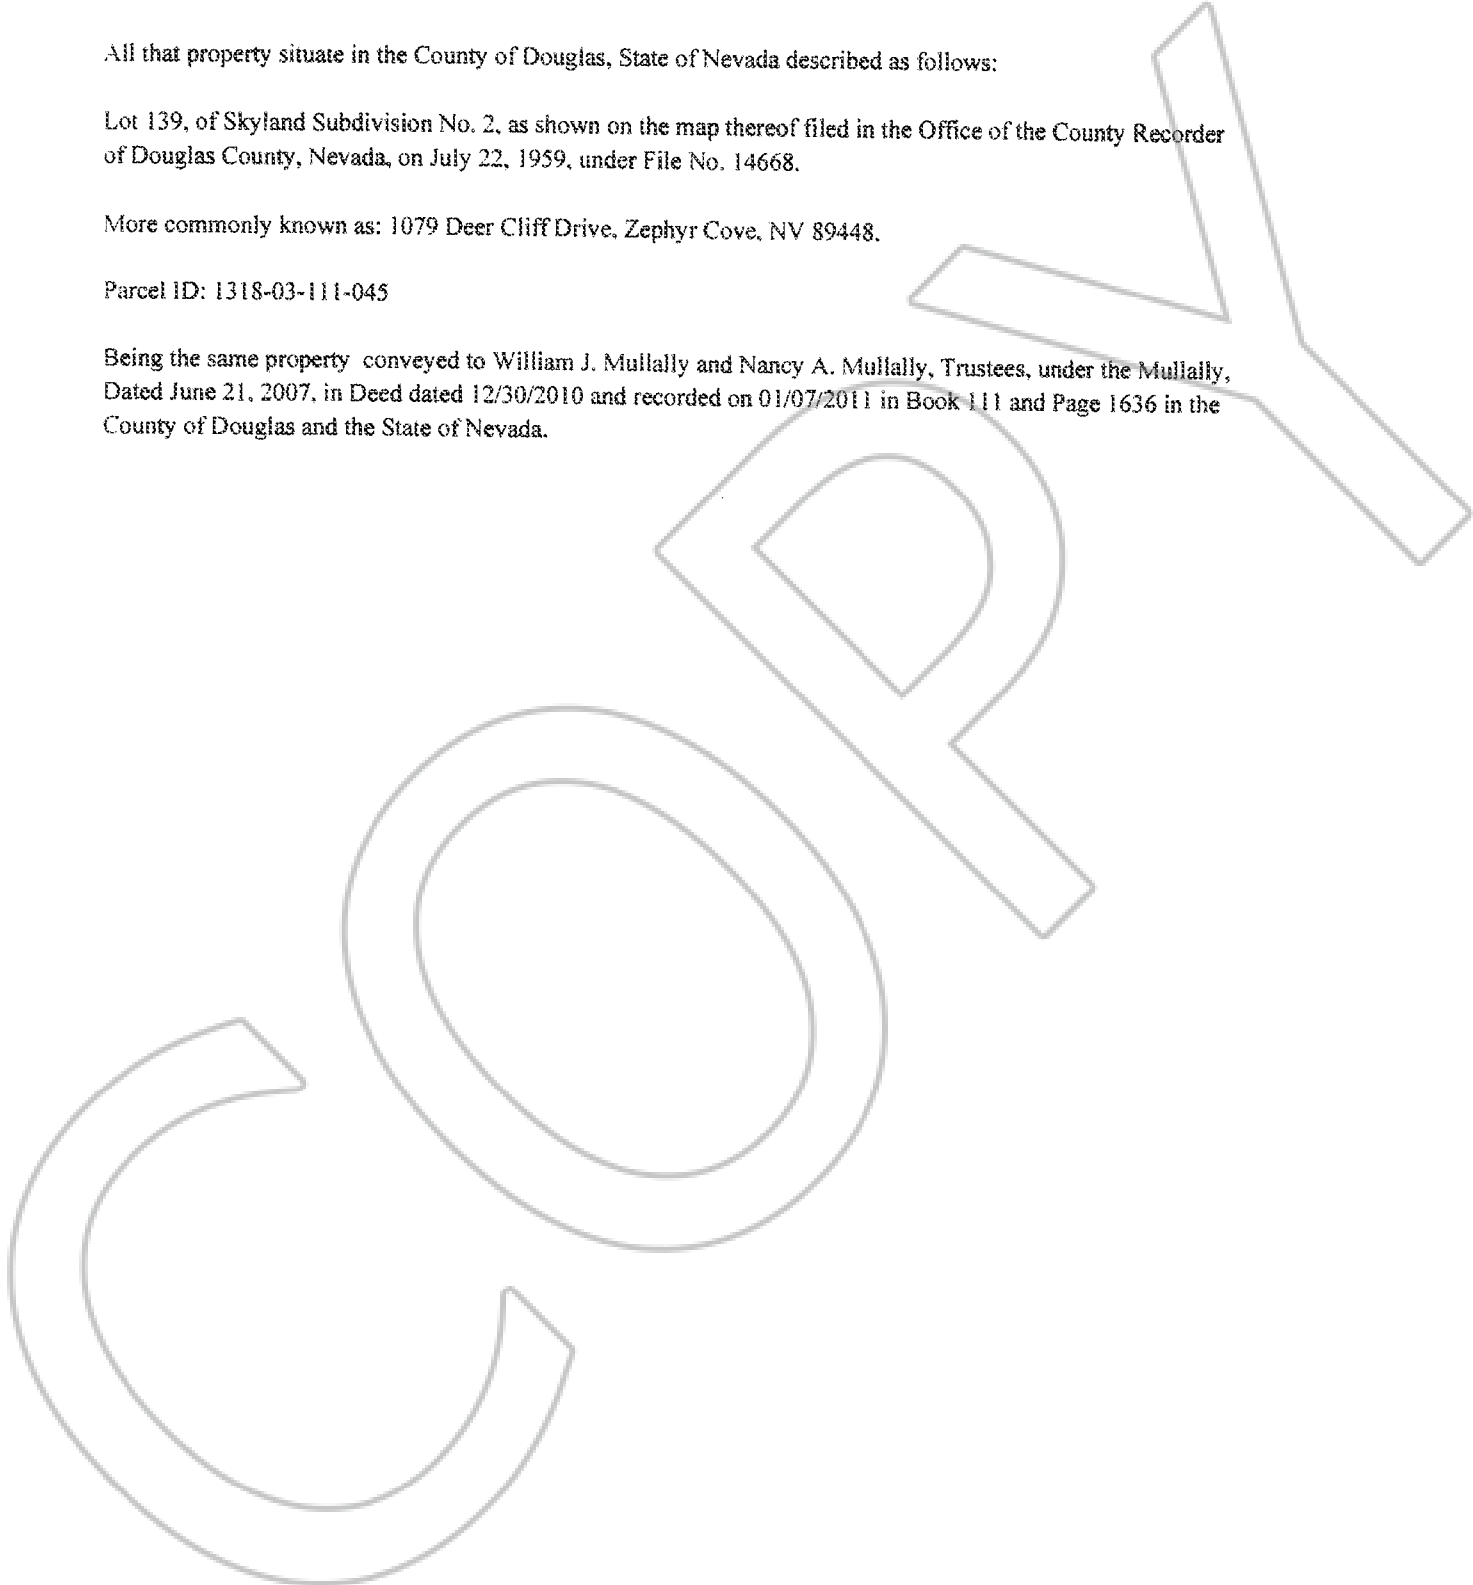 All that property situate in the County of Douglas, State of Nevada described as follows:
Lot 139, of Skyland Subdivision No. 2, as shown on the map thereof filed in the Office of the County Recorder
of Douglas County, Nevada, on July 22, 1959, under File No. 14668.
More commonly known as: 1079 Deer Cliff Drive, Zephyr Cove, NV 89448.
Parcel ID: 1318-03-111-045
Being the same property  conveyed to William J. Mullally and Nancy A. Mullally, Trustees, under the Mullally,
Dated June 21, 2007, in Deed dated 12/30/2010 and recorded on 01/07/2011 in Book 111 and Page 1636 in the
County of Douglas and the State of Nevada.
COPY